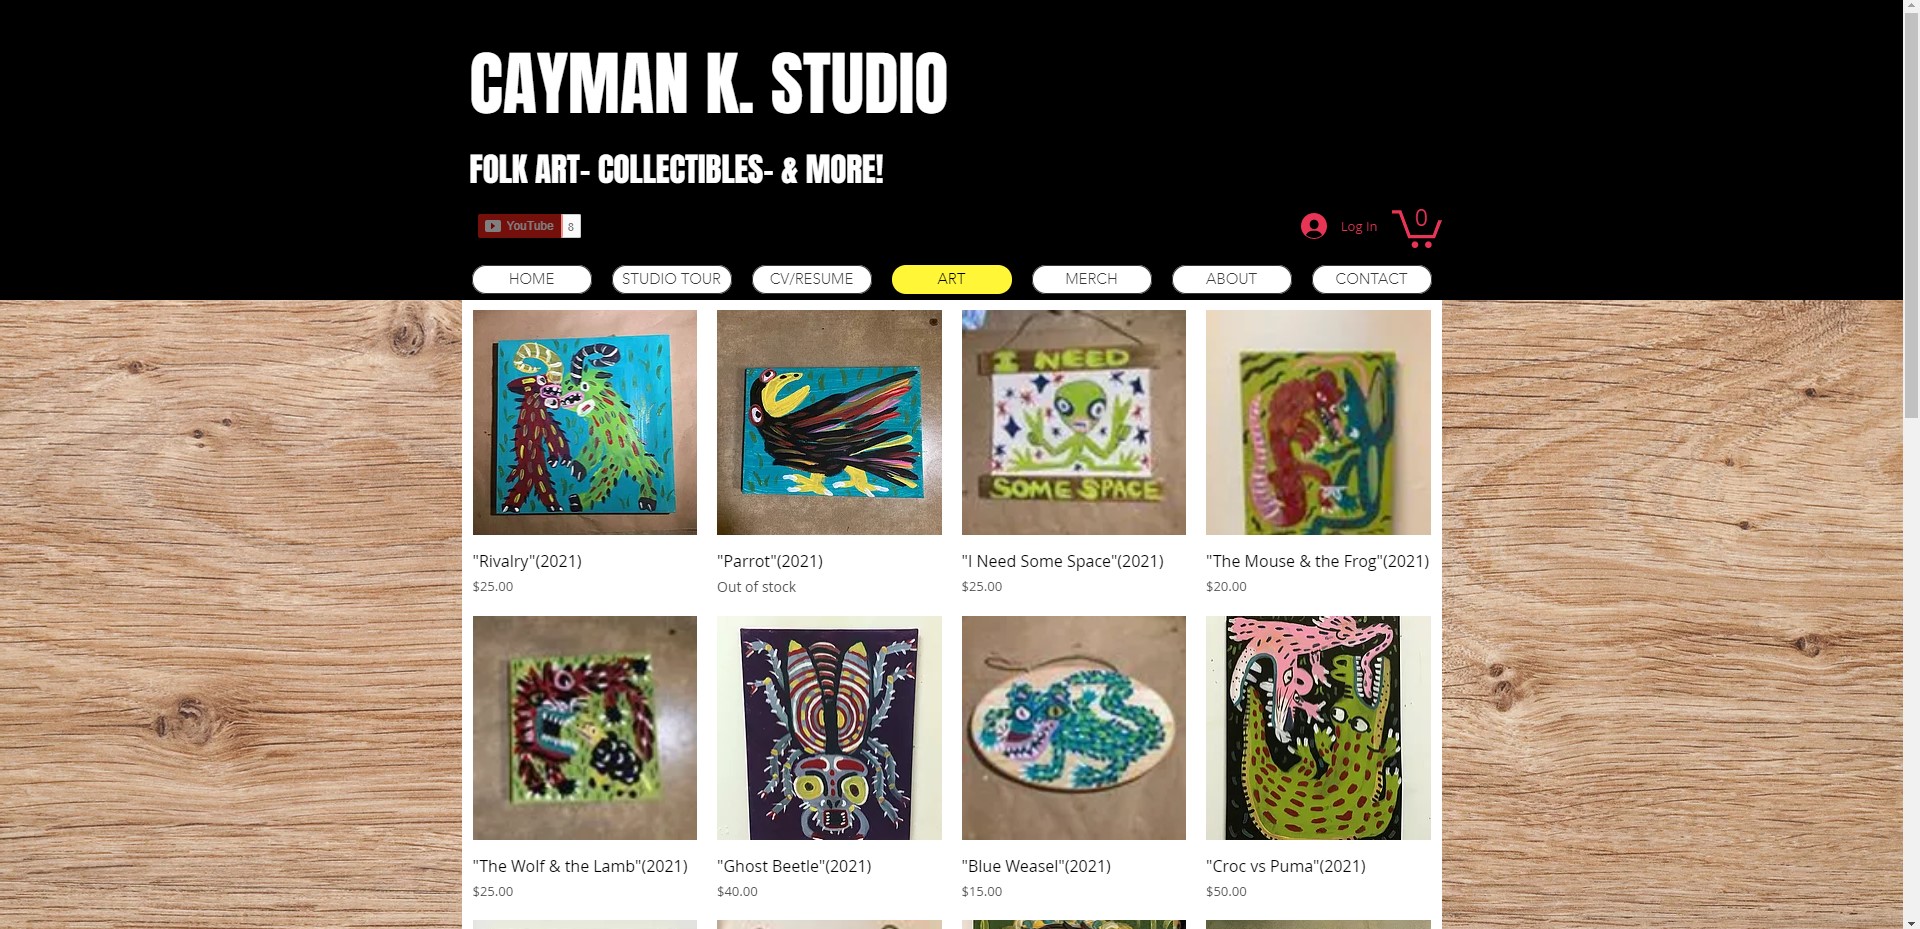 CAYMAN K. STUDIO
FOLK ART- COLLECTIBLES- & MORE!
YouTube 8
Log In
0
HOME
STUDIO TOUR
CV/RESUME
ART
MERCH
ABOUT
CONTACT
I NEED
SOME SPACE
"Rivalry"(2021)
$25.00
"Parrot"(2021)
Out of stock
"I Need Some Space"(2021)
$25.00
"The Mouse & the Frog"(2021)
$20.00
"The Wolf & the Lamb"(2021)
$25.00
"Ghost Beetle"(2021)
$40.00
"Blue Weasel"(2021)
$15.00
"Croc vs Puma"(2021)
$50.00